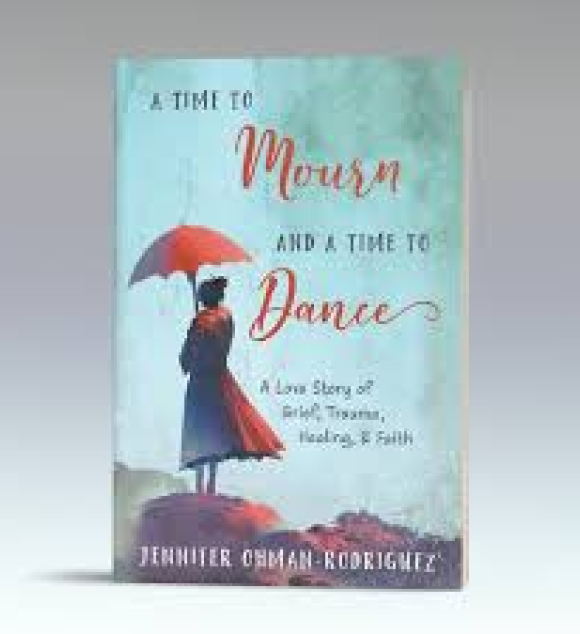 A TIME TO
Mourn
AND A TIME TO
Dance
A Love Story of
Grief, Trauma,
Healing, & Faith
JENNIFER OHMAN-RODRIGUEZ